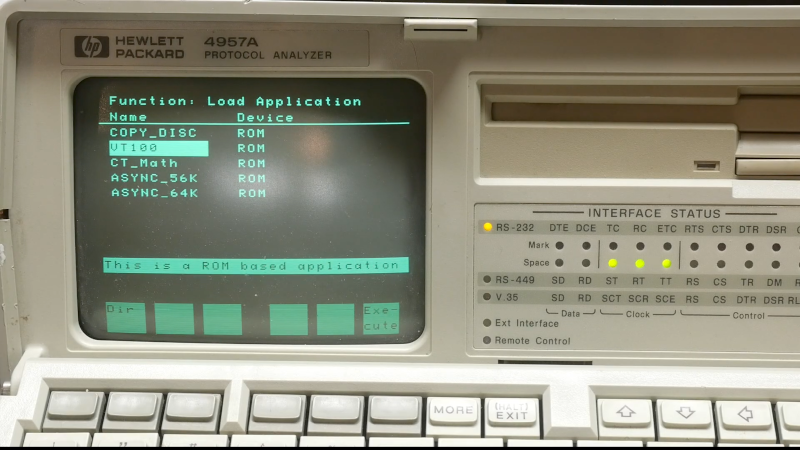 hp HEWLETT PACKARD
4957A
PROTOCOL ANALYZER
Function: Load Application
Name Device
COPY_DISC ROM
VT100 ROM
CT_Math ROM
ASYNC_56K ROM
ASYNC_64K ROM
This is a ROM based application
Dir Exe-
cute
INTERFACE STATUS
RS-232 DTE DCE TC RC ETC RTS CTS DTR DSR
Mark
Space
RS-449 SD RD ST RT TT RS CS TR DM
V.35 SD RD SCT SCR SCE RS CS DTR DSR
Data Clock Control
Ext Interface
Remote Control
MORE
(HALT)
EXIT